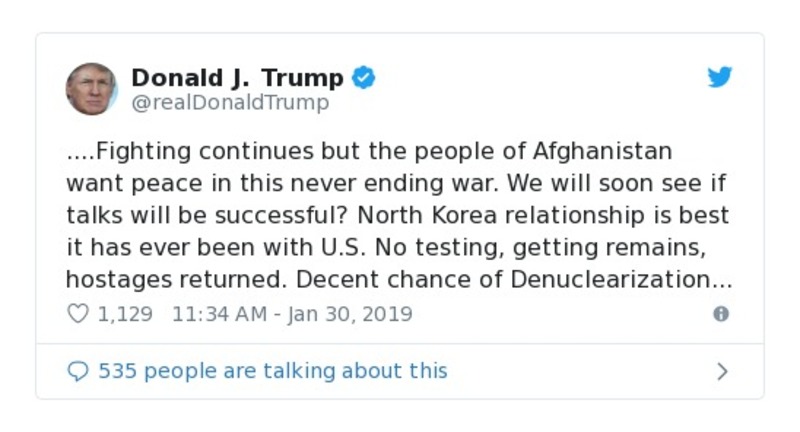 Donald J. Trump
@realDonaldTrump
....Fighting continues but the people of Afghanistan
want peace in this never ending war. We will soon see if
talks will be successful? North Korea relationship is best
it has ever been with U.S. No testing, getting remains,
hostages returned. Decent chance of Denuclearization...
1,129 11:34 AM - Jan 30, 2019
535 people are talking about this